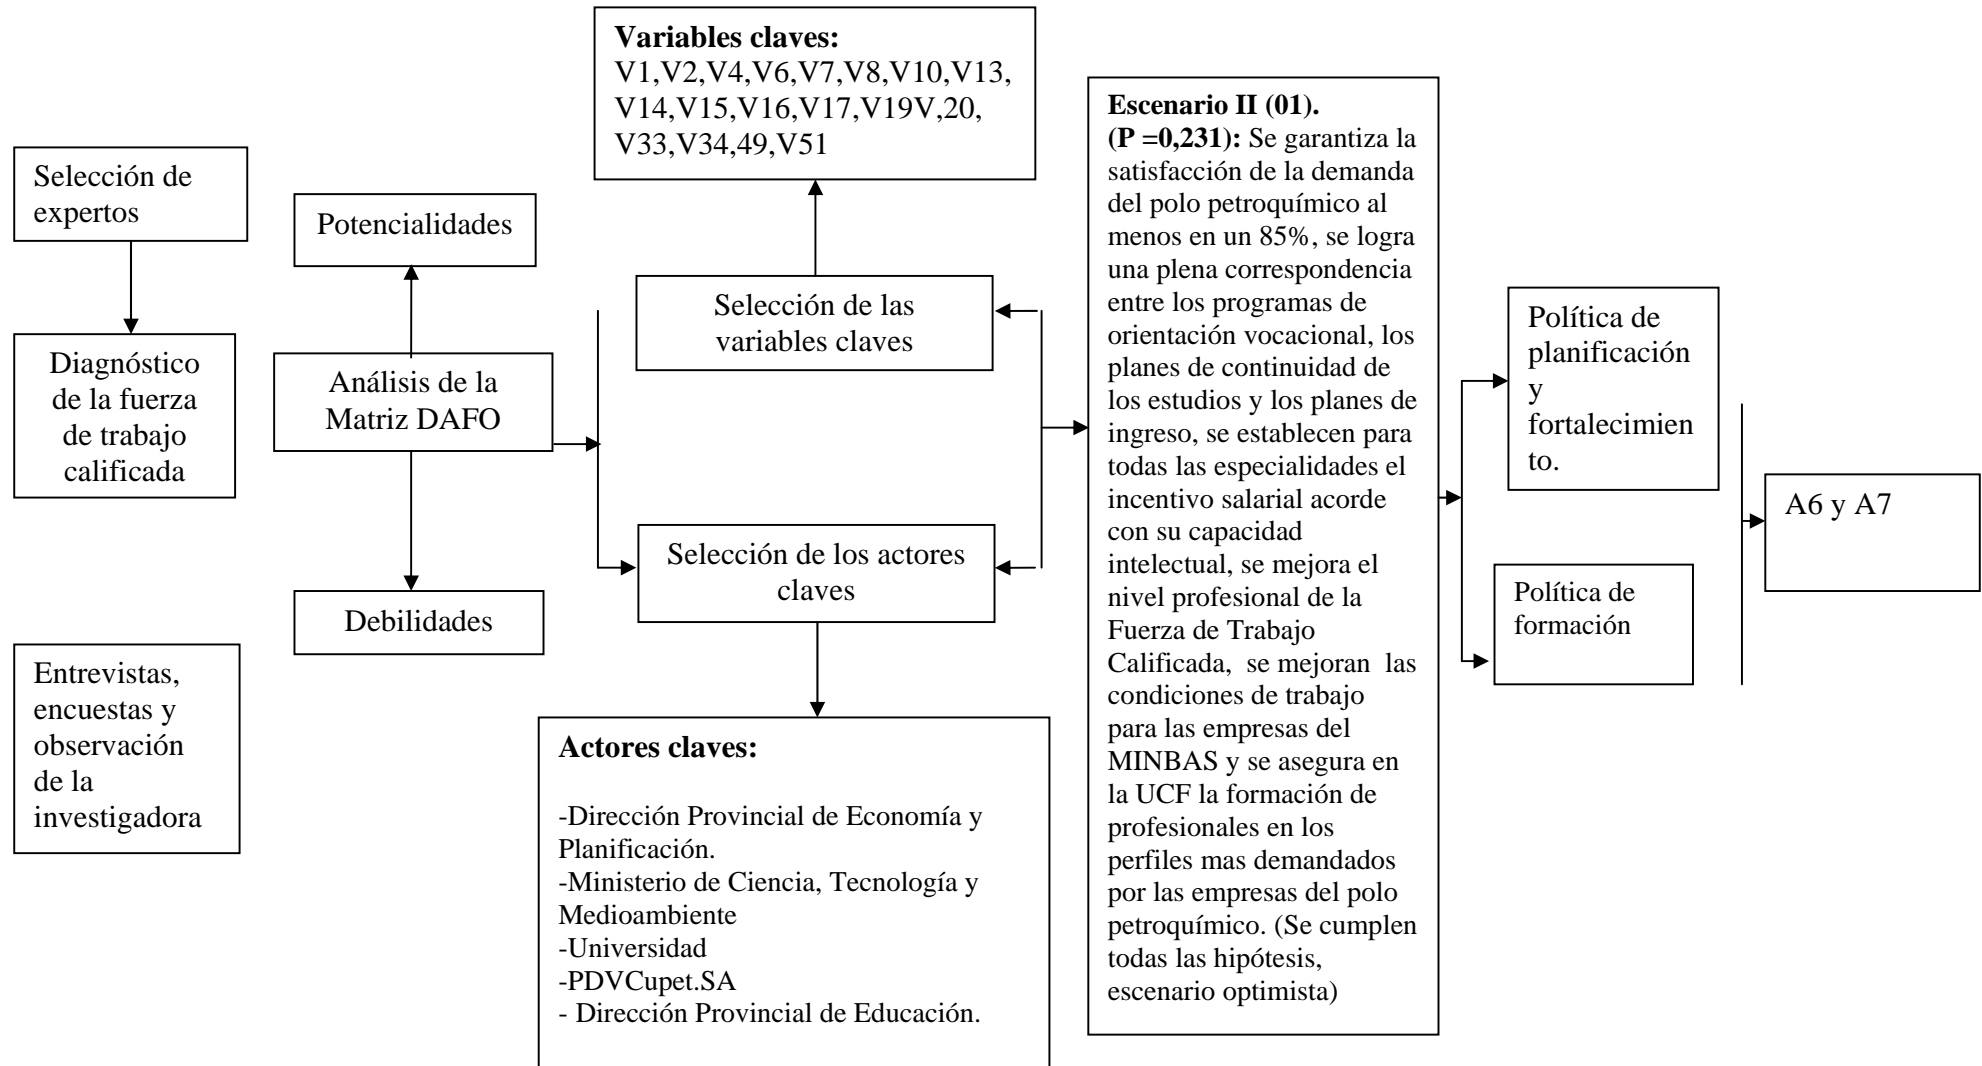 Selección de
expertos
Diagnóstico
de la fuerza
de trabajo
calificada
Entrevistas,
encuestas y
observación
de la
investigadora
Potencialidades
Análisis de la
Matriz DAFO
Debilidades
Variables claves:
V1,V2,V4,V6,V7,V8,V10,V13,
V14,V15,V16,V17,V19V,20,
V33,V34,49,V51
Selección de las
variables claves
Selección de los actores
claves
Actores claves:
-Dirección Provincial de Economía y
Planificación.
-Ministerio de Ciencia, Tecnología y
Medioambiente
-Universidad
-PDVCupet.SA
- Dirección Provincial de Educación.
Escenario II (01).
(P =0,231): Se garantiza la
satisfacción de la demanda
del polo petroquímico al
menos en un 85%, se logra
una plena correspondencia
entre los programas de
orientación vocacional, los
planes de continuidad de
los estudios y los planes de
ingreso, se establecen para
todas las especialidades el
incentivo salarial acorde
con su capacidad
intelectual, se mejora el
nivel profesional de la
Fuerza de Trabajo
Calificada, se mejoran las
condiciones de trabajo
para las empresas del
MINBAS y se asegura en
la UCF la formación de
profesionales en los
perfiles mas demandados
por las empresas del polo
petroquímico. (Se cumplen
todas las hipótesis,
escenario optimista)
Política de
planificación
y
fortalecimien
to.
Política de
formación
A6 y A7